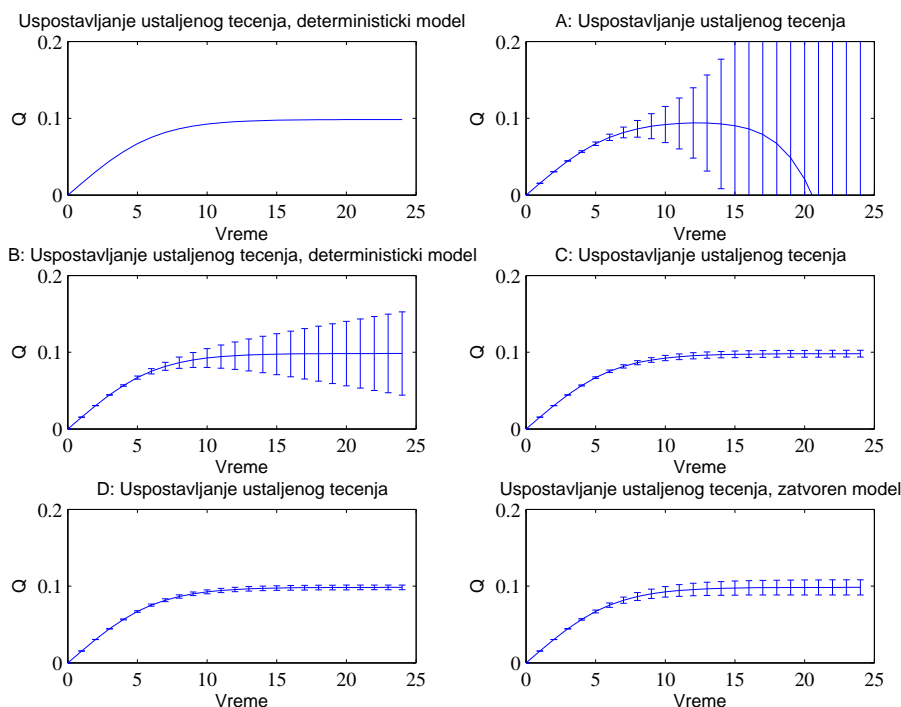 Uspostavljanje ustaljenog tecenja, deterministicki model
0.2
0.1
0
Q
0 5 10 15 20 25
Vreme
A: Uspostavljanje ustaljenog tecenja
0.2
0.1
0
Q
0 5 10 15 20 25
Vreme
B: Uspostavljanje ustaljenog tecenja, deterministicki model
0.2
0.1
0
Q
0 5 10 15 20 25
Vreme
C: Uspostavljanje ustaljenog tecenja
0.2
0.1
0
Q
0 5 10 15 20 25
Vreme
D: Uspostavljanje ustaljenog tecenja
0.2
0.1
0
Q
0 5 10 15 20 25
Vreme
Uspostavljanje ustaljenog tecenja, zatvoren model
0.2
0.1
0
Q
0 5 10 15 20 25
Vreme